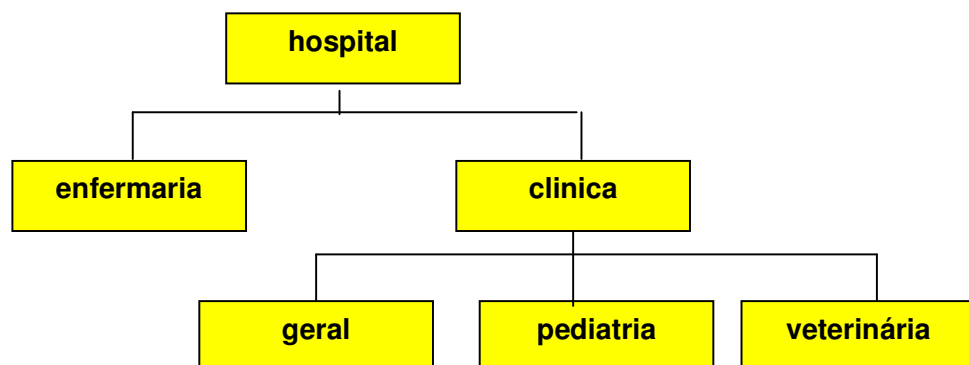 hospital
enfermaria
clinica
geral
pediatria
veterinária